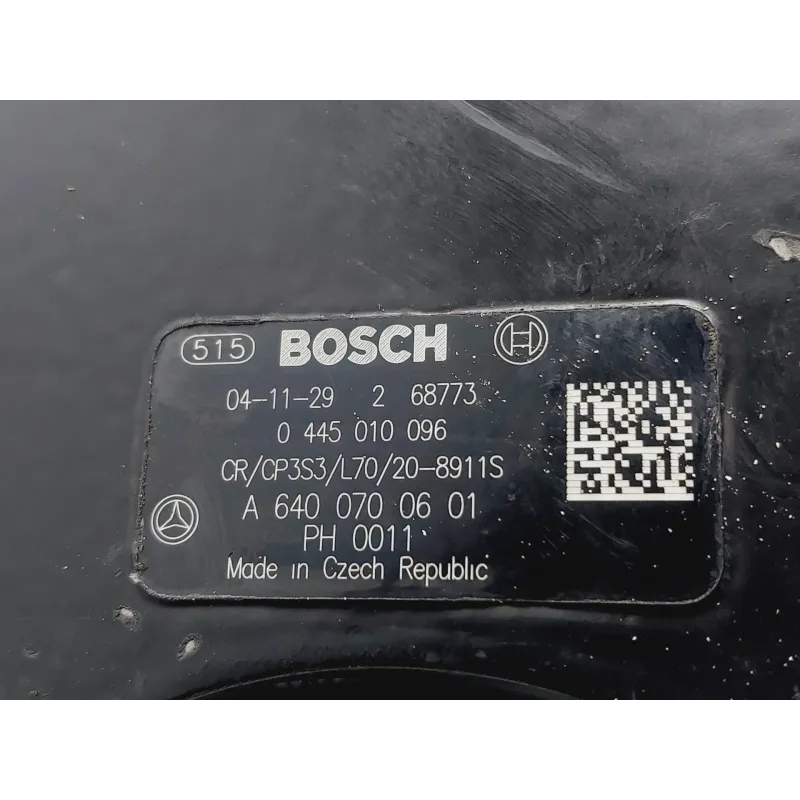 515 BOSCH
04-11-29 2 68773
0 445 010 096
CR/CP3S3/L70/20-8911S
A 640 070 06 01
PH 0011
Made in Czech Republic